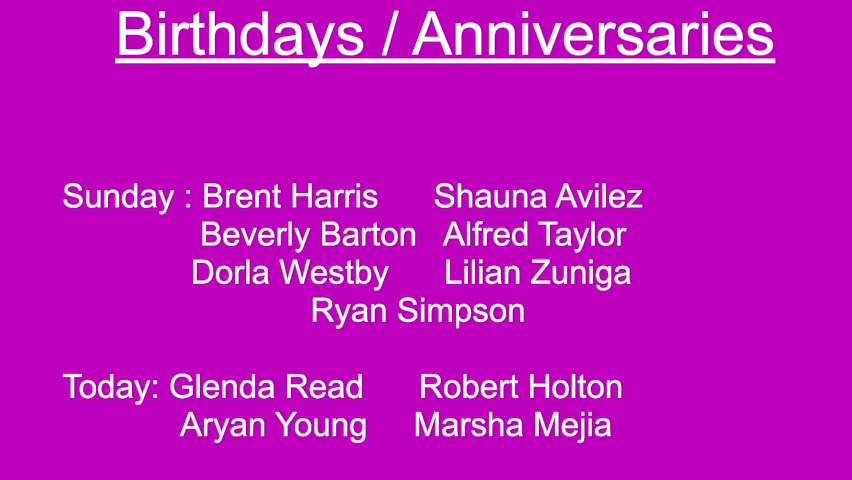 Birthdays / Anniversaries
Sunday : Brent Harris Shauna Avilez
Beverly Barton Alfred Taylor
Dorla Westby Lilian Zuniga
Ryan Simpson
Today: Glenda Read Robert Holton
Aryan Young Marsha Mejia